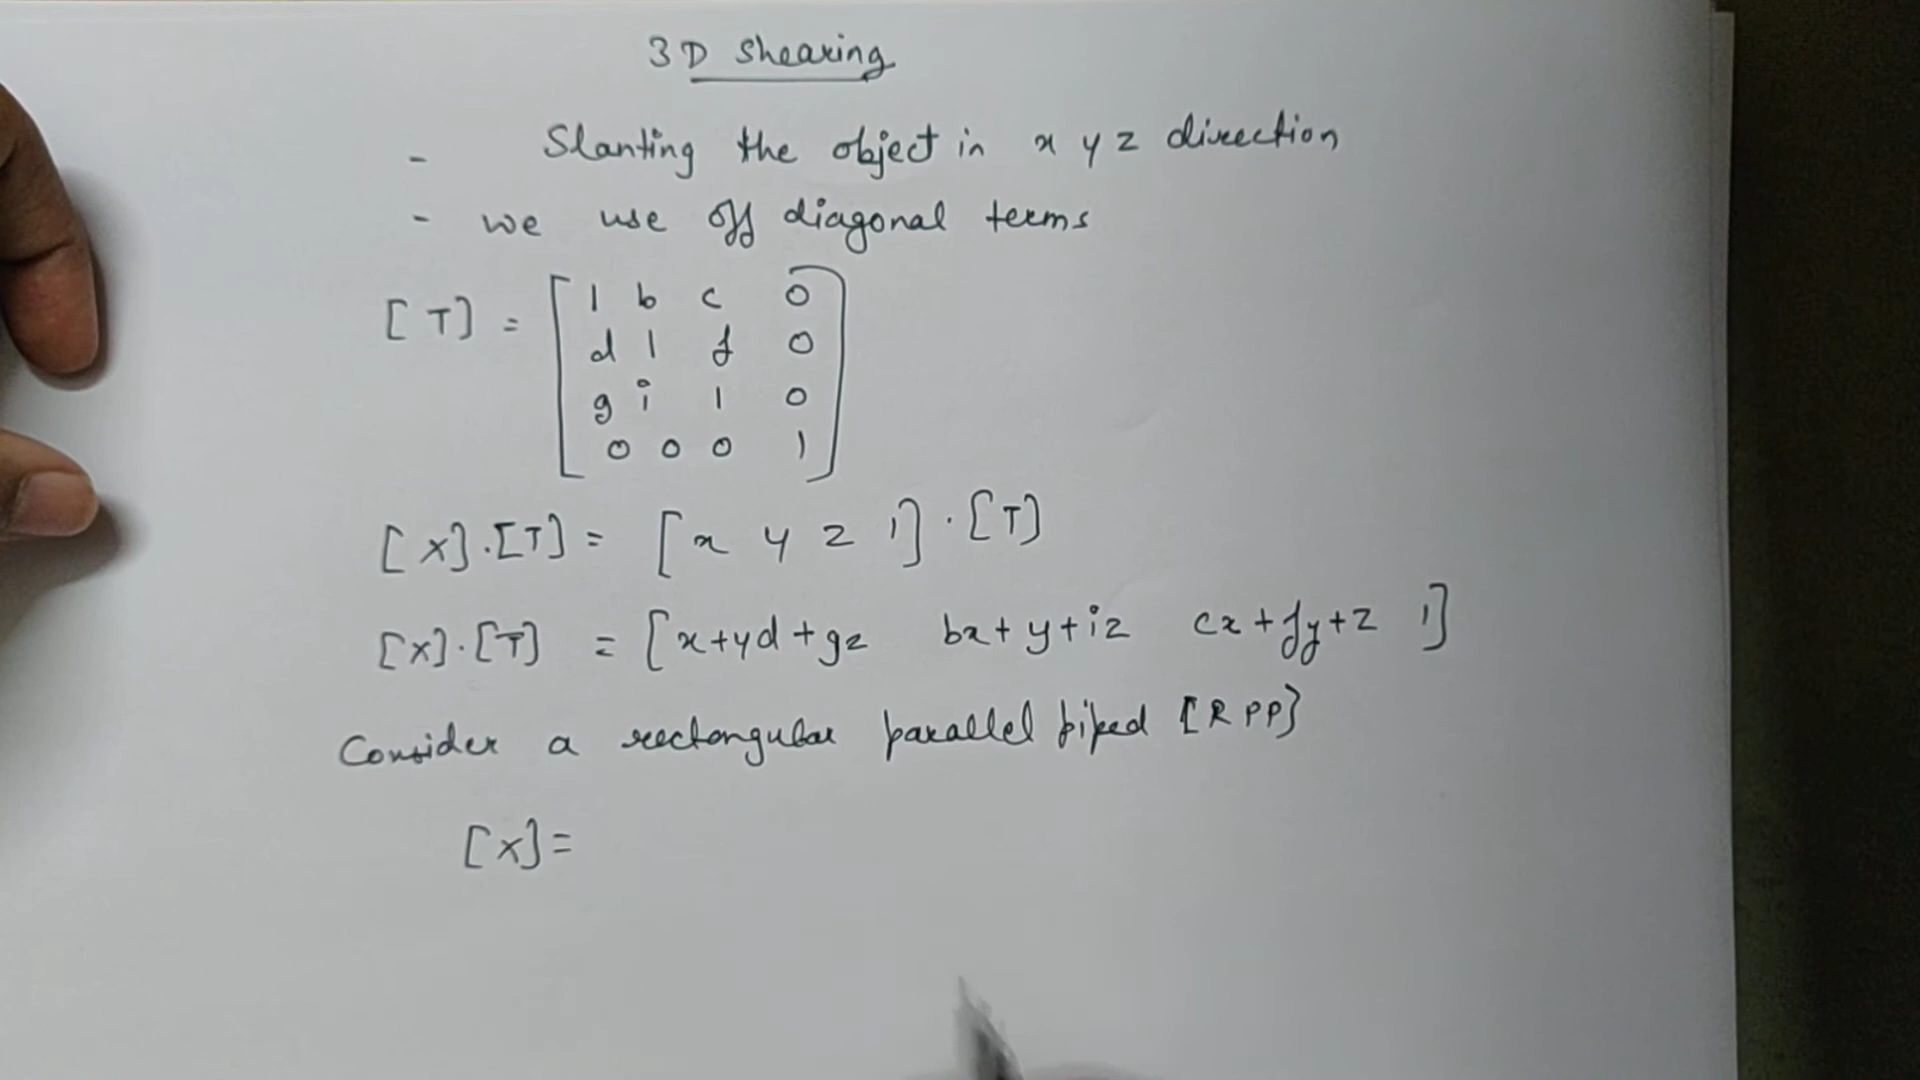 3D Shearing
- Slanting the object in x y z direction
- we use off diagonal terms
[T] = [1 b c 0
d 1 f 0
g i 1 0
0 0 0 1]
[X].[T] = [x y z 1].[T]
[X].[T] = [x+yd+gz bx+y+iz cx+fy+z 1]
Consider a rectangular parallel piped [RPP}
[X]=